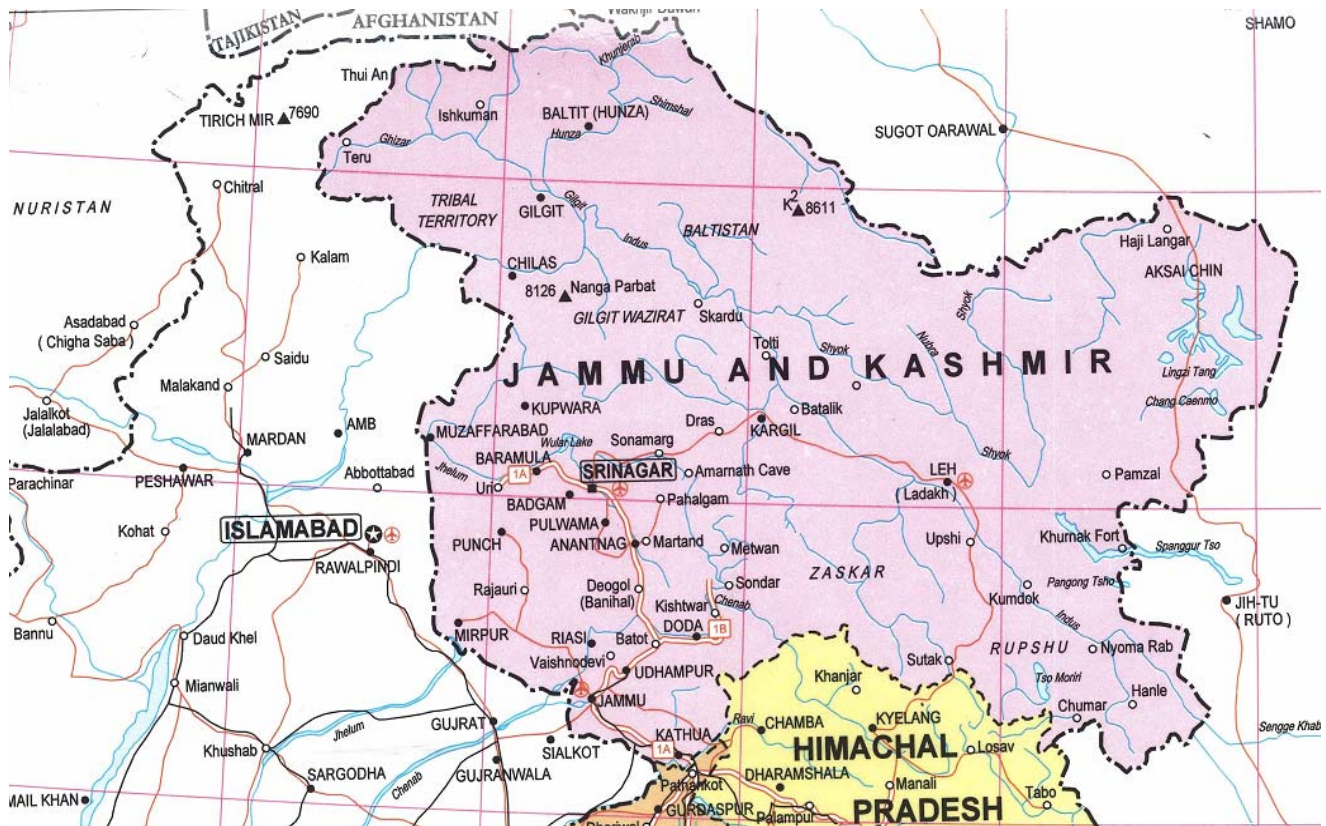 Wakhjir Dawan
TAJIKISTAN
AFGHANISTAN
SHAMO
Thui An
Khunjerab
Ishkuman
Shimshal
TIRICH MIR
7690
BALTIT (HUNZA)
Hunza
SUGOT OARAWAL
Teru
Ghizar
Chitral
NURISTAN
TRIBAL
TERRITORY
GILGIT
Gilgit
K2
8611
BALTISTAN
Indus
Haji Langar
Kalam
CHILAS
AKSAI CHIN
8126
Nanga Parbat
GILGIT WAZIRAT
Skardu
Shyok
Asadabad
( Chigha Saba )
Saidu
Tolti
Shyok
Nubra
JAMMU AND KASHMIR
Lingzi Tang
Malakand
Chang Caenmo
Jalalkot
(Jalalabad)
KUPWARA
Batalik
AMB
MUZAFFARABAD
Wular Lake
Dras
KARGIL
MARDAN
Sonamarg
Shyok
BARAMULA
Jhelum
1A
SRINAGAR
Amarnath Cave
LEH
( Ladakh )
Pamzal
PESHAWAR
Parachinar
Abbottabad
Uri
BADGAM
Pahalgam
Kohat
ISLAMABAD
PULWAMA
PUNCH
ANANTNAG
Martand
Metwan
Upshi
Khurnak Fort
Spanggur Tso
RAWALPINDI
ZASKAR
Rajauri
Deogol
(Banihal)
Sondar
Chenab
Kumdok
Pangong Tsho
JIH-TU
( RUTO )
Kishtwar
Indus
Bannu
Daud Khel
MIRPUR
RIASI
Batot
DODA
1B
RUPSHU
Nyoma Rab
Vaishnodevi
Sutak
UDHAMPUR
Mianwali
Khanjar
Tso Moriri
Hanle
JAMMU
Chumar
GUJRAT
Ravi
CHAMBA
KYELANG
Sengge Khab
Khushab
Jhelum
SIALKOT
KATHUA
1A
HIMACHAL
Losav
GUJRANWALA
Pathankot
DHARAMSHALA
SARGODHA
Chenab
Manali
Tabo
MAIL KHAN
GURDASPUR
Palampur
PRADESH
Dhariwal